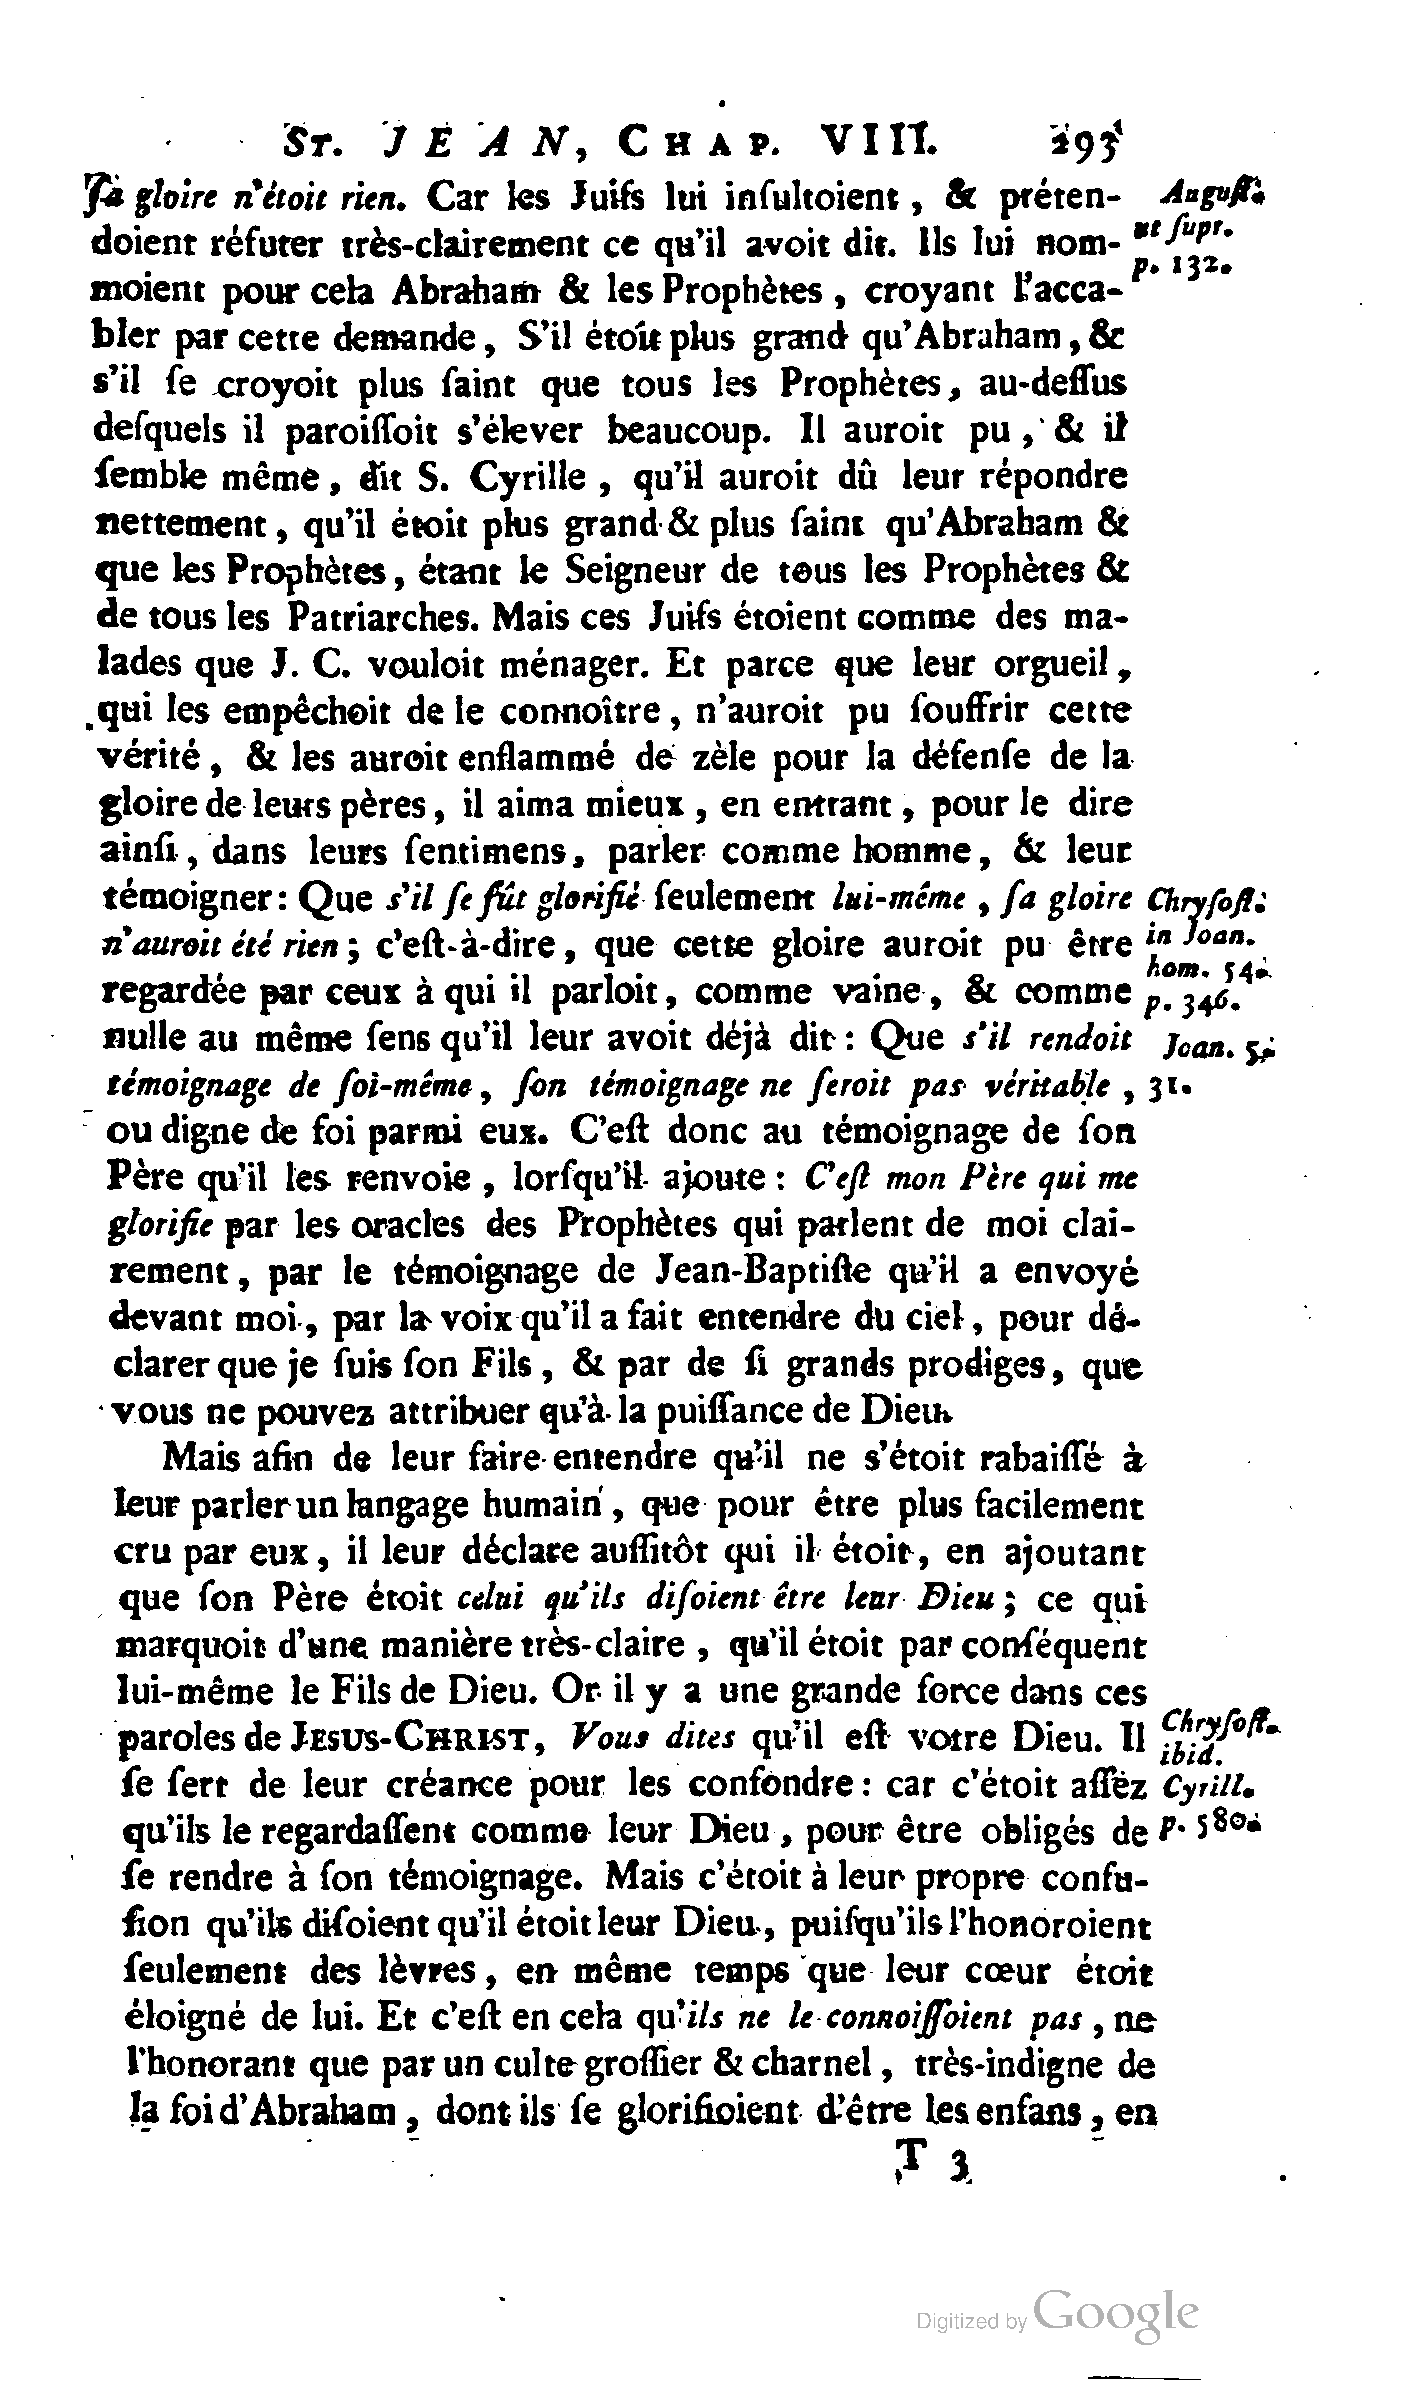 St. JEAN, CHAP. VIII. 293
ſa gloire n'étoit rien. Car les Juifs lui inſultoient, & préten-
doient réfuter très-clairement ce qu'il avoit dit. Ils lui nom-
moient pour cela Abraham & les Prophètes, croyant l'acca-
bler par cette demande, S'il étoit plus grand qu'Abraham, &
s'il ſe croyoit plus ſaint que tous les Prophètes, au-deſſus
deſquels il paroiſſoit s'élever beaucoup. Il auroit pu, & il
ſemble même, dit S. Cyrille, qu'il auroit dû leur répondre
nettement, qu'il étoit plus grand & plus ſaint qu'Abraham &
que les Prophètes, étant le Seigneur de tous les Prophètes &
de tous les Patriarches. Mais ces Juifs étoient comme des ma-
lades que J. C. vouloit ménager. Et parce que leur orgueil,
qui les empêchoit de le connoître, n'auroit pu ſouffrir cette
vérité, & les auroit enflammé de zèle pour la défenſe de la
gloire de leurs pères, il aima mieux, en entrant, pour le dire
ainſi, dans leurs ſentimens, parler comme homme, & leur
témoigner: Que s'il ſe fût glorifié ſeulement lui-même, ſa gloire
n'auroit été rien; c'eſt-à-dire, que cette gloire auroit pu être
regardée par ceux à qui il parloit, comme vaine, & comme
nulle au même ſens qu'il leur avoit déjà dit: Que s'il rendoit
témoignage de ſoi-même, ſon témoignage ne ſeroit pas véritable,
ou digne de foi parmi eux. C'eſt donc au témoignage de ſon
Père qu'il les renvoie, lorſqu'il ajoute: C'eſt mon Père qui me
glorifie par les oracles des Prophètes qui parlent de moi clai-
rement, par le témoignage de Jean-Baptiſte qu'il a envoyé
devant moi, par la voix qu'il a fait entendre du ciel, pour dé-
clarer que je ſuis ſon Fils, & par de ſi grands prodiges, que
vous ne pouvez attribuer qu'à la puiſſance de Dieu.
Mais afin de leur faire entendre qu'il ne s'étoit rabaiſſé à
leur parler un langage humain, que pour être plus facilement
cru par eux, il leur déclare auſſitôt qui il étoit, en ajoutant
que ſon Père étoit celui qu'ils diſoient être leur Dieu; ce qui
marquoit d'une manière très-claire, qu'il étoit par conſéquent
lui-même le Fils de Dieu. Or il y a une grande force dans ces
paroles de JESUS-CHRIST, Vous dites qu'il eſt votre Dieu. Il
ſe ſert de leur créance pour les confondre: car c'étoit aſſez
qu'ils le regardaſſent comme leur Dieu, pour être obligés de
ſe rendre à ſon témoignage. Mais c'étoit à leur propre confu-
ſion qu'ils diſoient qu'il étoit leur Dieu, puiſqu'ils l'honoroient
ſeulement des lèvres, en même temps que leur cœur étoit
éloigné de lui. Et c'eſt en cela qu'ils ne le connoiſſoient pas, ne
l'honorant que par un culte groſſier & charnel, très-indigne de
la foi d'Abraham, dont ils ſe glorifioient d'être les enfans, en
T 3
Auguſt.
ut ſupr.
p. 132.
Chryſoſt.
in Joan.
hom. 54.
p. 346.
Joan. 5.
31.
Chryſoſt.
ibid.
Cyrill.
p. 580.
Digitized by Google